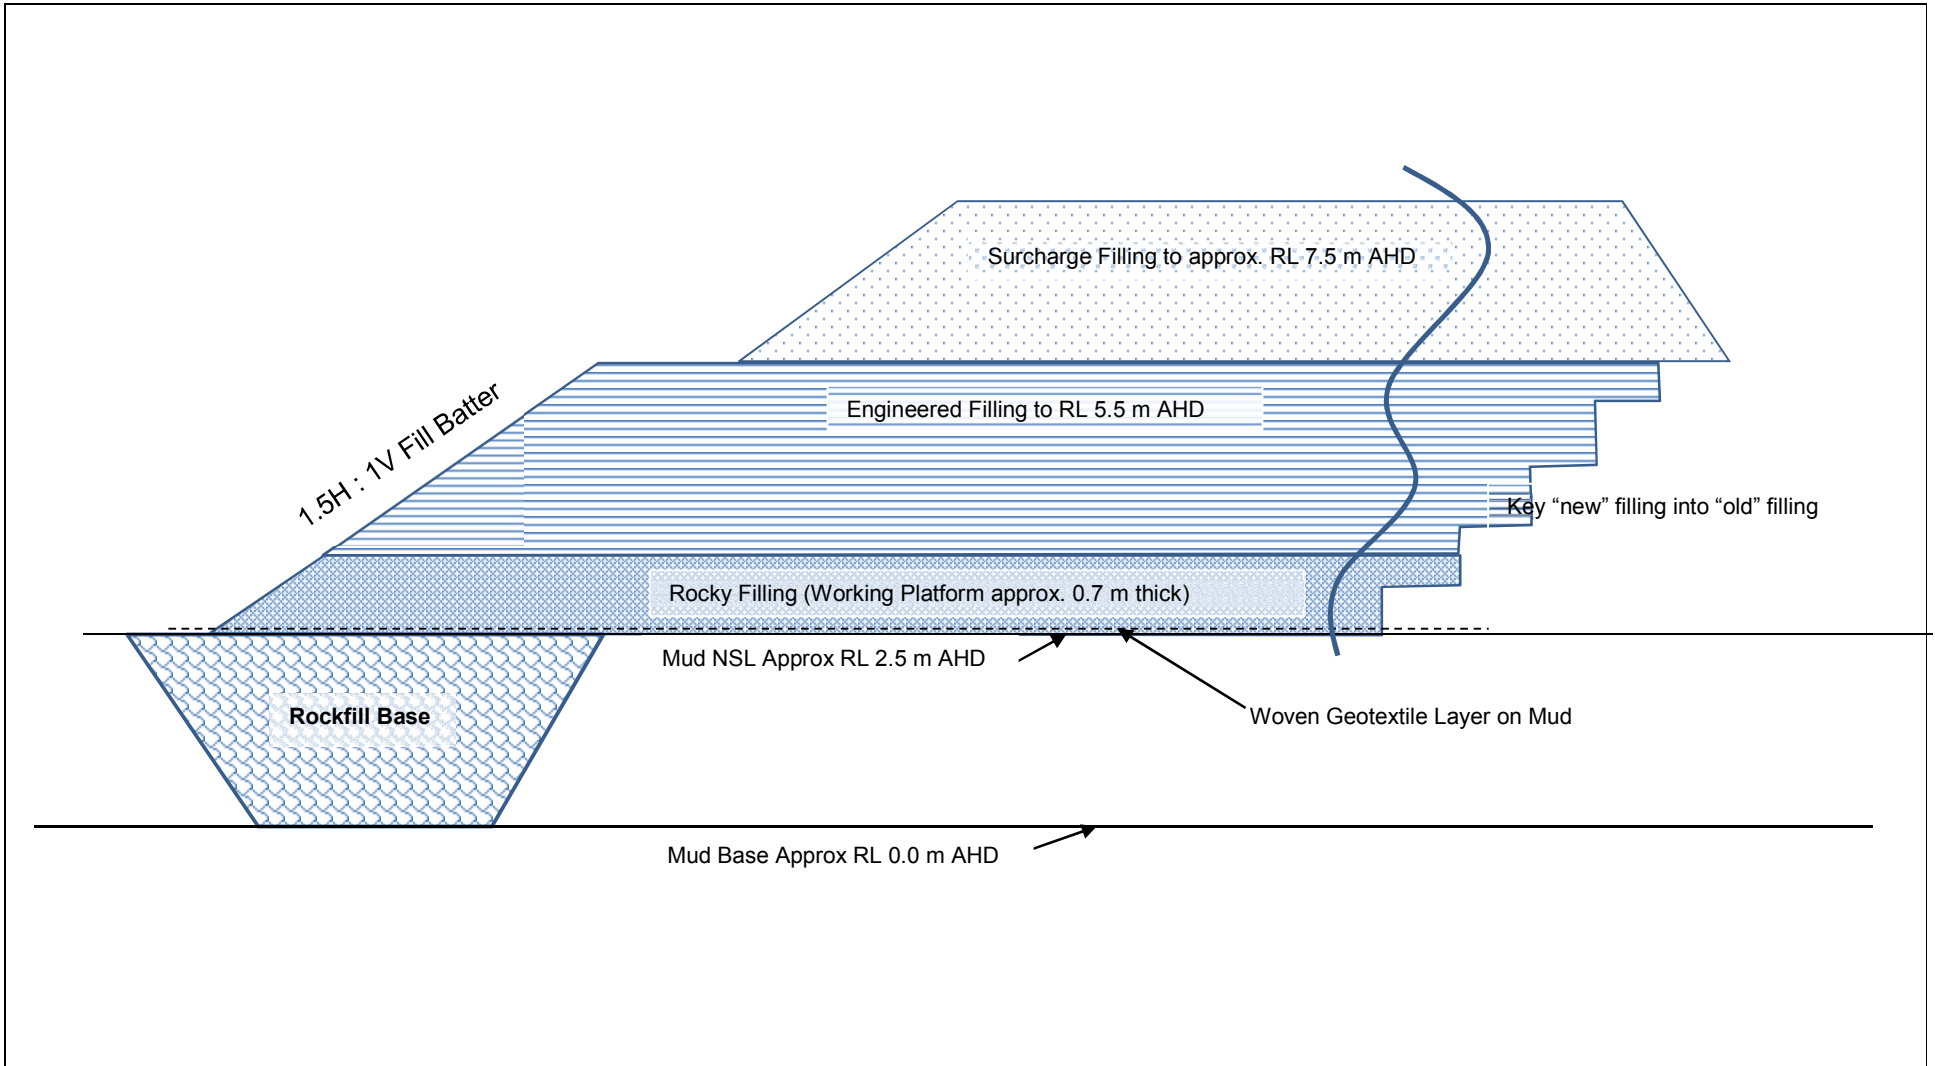 Surcharge Filling to approx. RL 7.5 m AHD
1.5H : 1V Fill Batter
Engineered Filling to RL 5.5 m AHD
Key “new” filling into “old” filling
Rocky Filling (Working Platform approx. 0.7 m thick)
Mud NSL Approx RL 2.5 m AHD
Rockfill Base
Woven Geotextile Layer on Mud
Mud Base Approx RL 0.0 m AHD